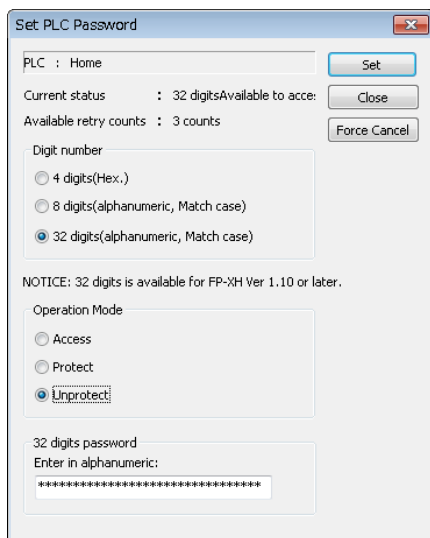 Set PLC Password
PLC : Home
Set
Current status : 32 digitsAvailable to acce
Close
Available retry counts : 3 counts
Force Cancel
Digit number
4 digits(Hex.)
8 digits(alphanumeric, Match case)
32 digits(alphanumeric, Match case)
NOTICE: 32 digits is available for FP-XH Ver 1.10 or later.
Operation Mode
Access
Protect
Unprotect
32 digits password
Enter in alphanumeric:
********************************